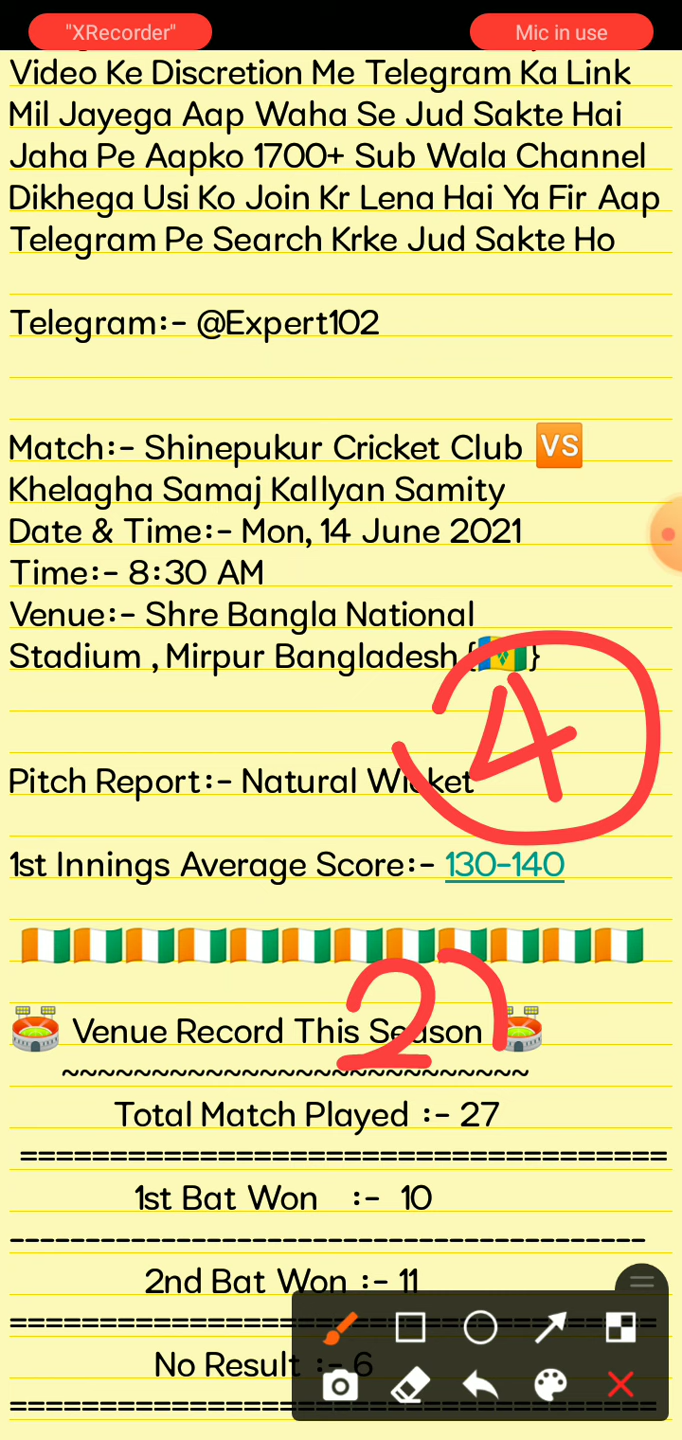 "XRecorder" Mic in use
Video Ke Discretion Me Telegram Ka Link
Mil Jayega Aap Waha Se Jud Sakte Hai
Jaha Pe Aapko 1700+ Sub Wala Channel
Dikhega Usi Ko Join Kr Lena Hai Ya Fir Aap
Telegram Pe Search Krke Jud Sakte Ho
Telegram:- @Expert102
Match:- Shinepukur Cricket Club 🆚
Khelagha Samaj Kallyan Samity
Date & Time:- Mon, 14 June 2021
Time:- 8:30 AM
Venue:- Shre Bangla National
Stadium , Mirpur Bangladesh {🇻🇨}
4
Pitch Report:- Natural Wicket
1st Innings Average Score:- 130-140
🇨🇮🇨🇮🇨🇮🇨🇮🇨🇮🇨🇮🇨🇮🇨🇮🇨🇮🇨🇮🇨🇮🇨🇮
2
🏟 Venue Record This Season 🏟
~~~~~~~~~~~~~~~~~~~~~~~~~~
Total Match Played :- 27
====================================
1st Bat Won :- 10
------------------------------------------
2nd Bat Won :- 11
====================================
No Result :- 6
====================================